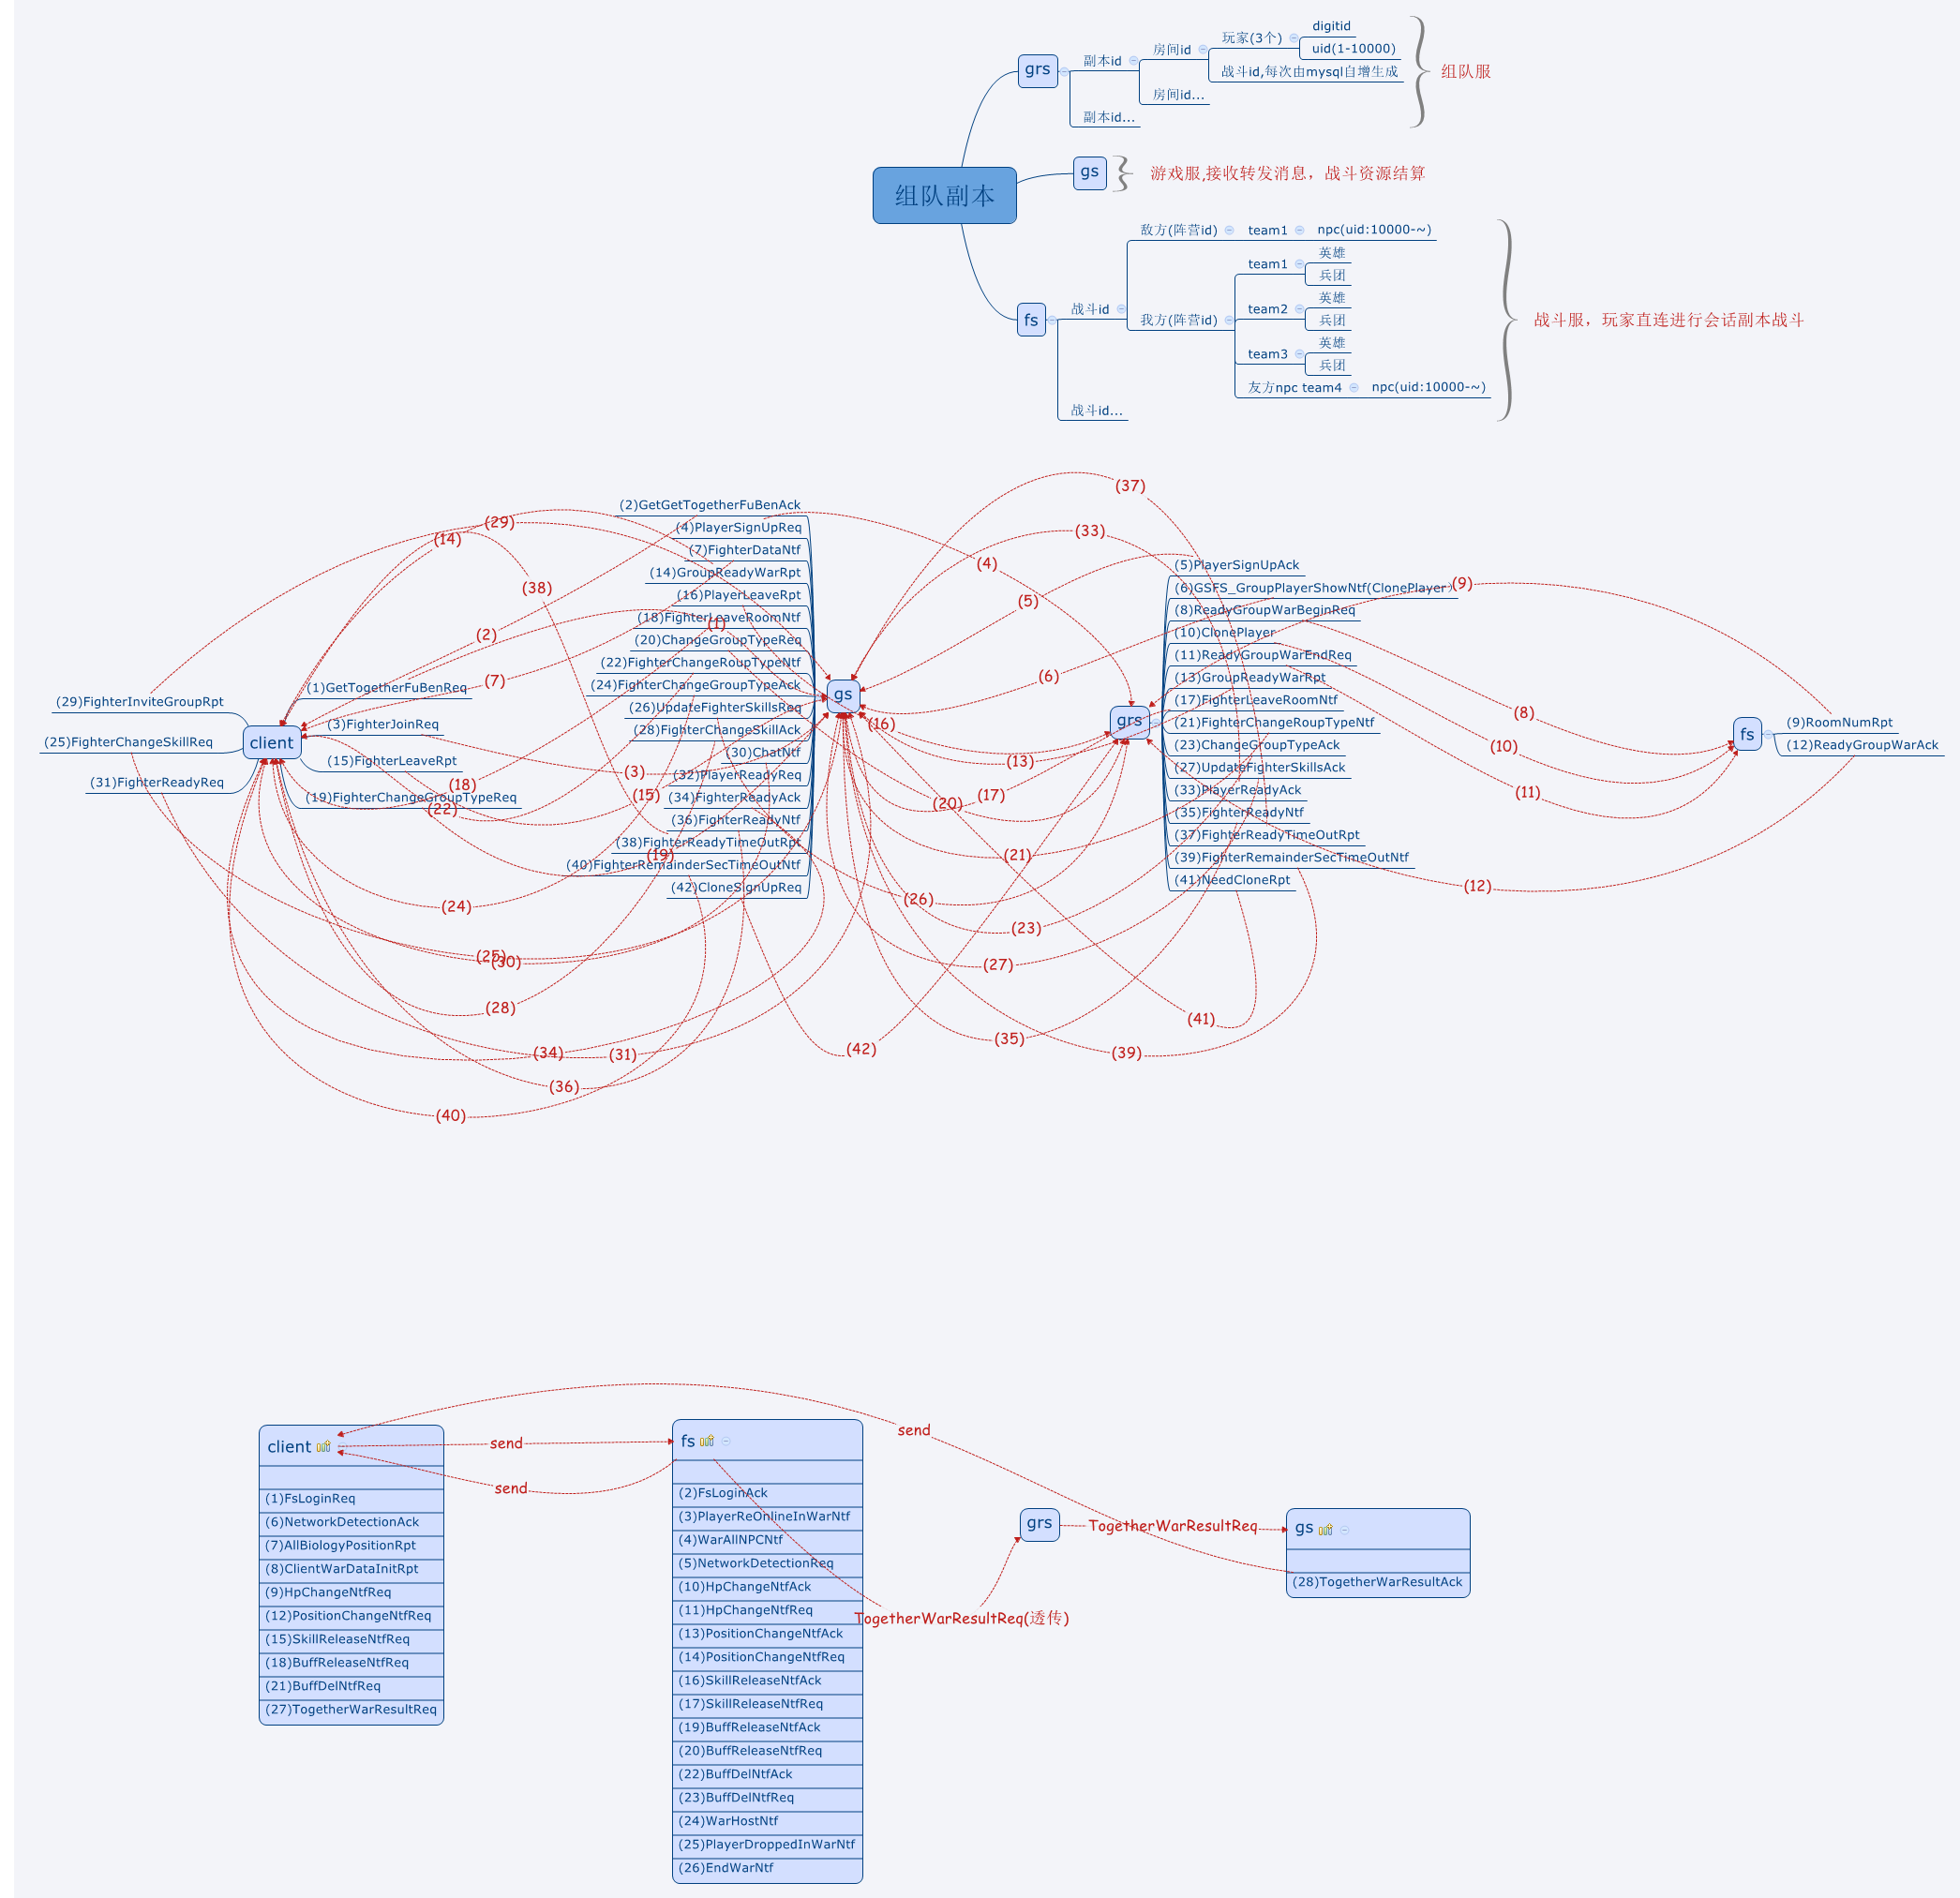 组队副本
grs
副本id
房间id
玩家(3个)
digitid
uid(1-10000)
战斗id,每次由mysql自增生成
房间id...
副本id...
组队服
gs
游戏服,接收转发消息，战斗资源结算
fs
战斗id
敌方(阵营id)
team1
npc(uid:10000-~)
我方(阵营id)
team1
英雄
兵团
team2
英雄
兵团
team3
英雄
兵团
友方npc team4
npc(uid:10000-~)
战斗id...
战斗服，玩家直连进行会话副本战斗
client
(29)FighterInviteGroupRpt
(25)FighterChangeSkillReq
(31)FighterReadyReq
(1)GetTogetherFuBenReq
(3)FighterJoinReq
(15)FighterLeaveRpt
(19)FighterChangeGroupTypeReq
gs
(2)GetGetTogetherFuBenAck
(4)PlayerSignUpReq
(7)FighterDataNtf
(14)GroupReadyWarRpt
(16)PlayerLeaveRpt
(18)FighterLeaveRoomNtf
(20)ChangeGroupTypeReq
(22)FighterChangeRoupTypeNtf
(24)FighterChangeGroupTypeAck
(26)UpdateFighterSkillsReq
(28)FighterChangeSkillAck
(30)ChatNtf
(32)PlayerReadyReq
(34)FighterReadyAck
(36)FighterReadyNtf
(38)FighterReadyTimeOutRpt
(40)FighterRemainderSecTimeOutNtf
(42)CloneSignUpReq
grs
(5)PlayerSignUpAck
(6)GSFS_GroupPlayerShowNtf(ClonePlayer)
(8)ReadyGroupWarBeginReq
(10)ClonePlayer
(11)ReadyGroupWarEndReq
(13)GroupReadyWarRpt
(17)FighterLeaveRoomNtf
(21)FighterChangeRoupTypeNtf
(23)ChangeGroupTypeAck
(27)UpdateFighterSkillsAck
(33)PlayerReadyAck
(35)FighterReadyNtf
(37)FighterReadyTimeOutRpt
(39)FighterRemainderSecTimeOutNtf
(41)NeedCloneRpt
fs
(9)RoomNumRpt
(12)ReadyGroupWarAck
(37)
(29)
(33)
(14)
(4)
(9)
(38)
(5)
(1)
(2)
(6)
(7)
(8)
(16)
(10)
(13)
(3)
(18)
(11)
(15)
(17)
(20)
(22)
(19)
(21)
(12)
(26)
(24)
(23)
(25)
(30)
(27)
(28)
(41)
(35)
(42)
(34)
(31)
(39)
(36)
(40)
client
(1)FsLoginReq
(6)NetworkDetectionAck
(7)AllBiologyPositionRpt
(8)ClientWarDataInitRpt
(9)HpChangeNtfReq
(12)PositionChangeNtfReq
(15)SkillReleaseNtfReq
(18)BuffReleaseNtfReq
(21)BuffDelNtfReq
(27)TogetherWarResultReq
send
send
send
fs
(2)FsLoginAck
(3)PlayerReOnlineInWarNtf
(4)WarAllNPCNtf
(5)NetworkDetectionReq
(10)HpChangeNtfAck
(11)HpChangeNtfReq
(13)PositionChangeNtfAck
(14)PositionChangeNtfReq
(16)SkillReleaseNtfAck
(17)SkillReleaseNtfReq
(19)BuffReleaseNtfAck
(20)BuffReleaseNtfReq
(22)BuffDelNtfAck
(23)BuffDelNtfReq
(24)WarHostNtf
(25)PlayerDroppedInWarNtf
(26)EndWarNtf
TogetherWarResultReq(透传)
grs
TogetherWarResultReq
gs
(28)TogetherWarResultAck